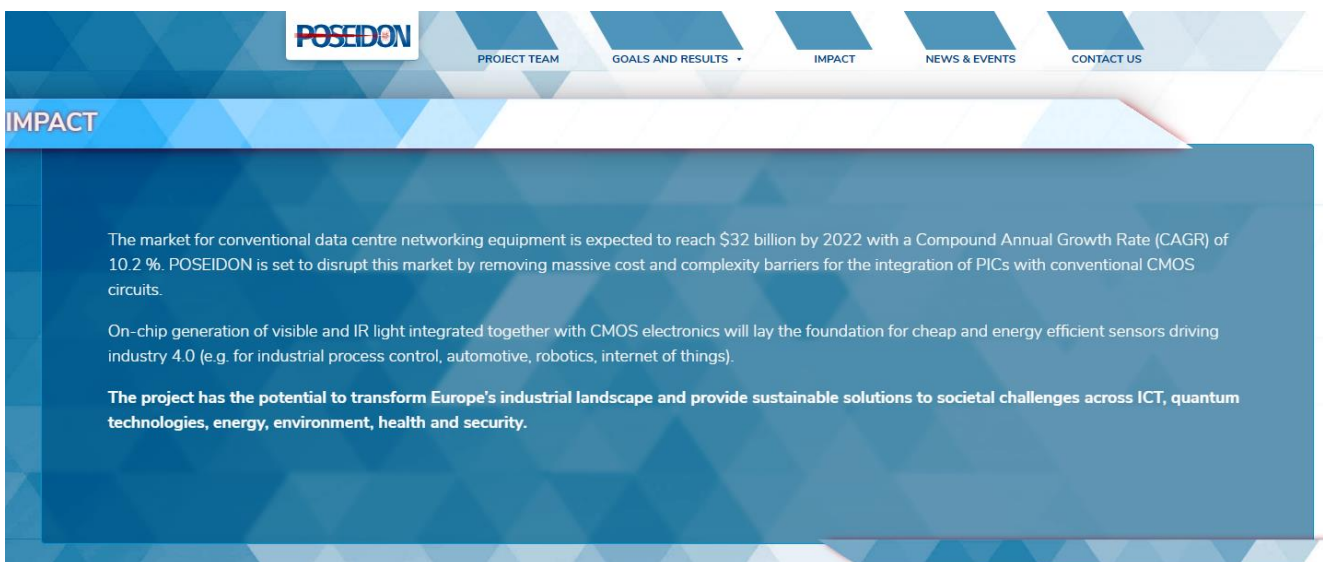 POSEIDON
PROJECT TEAM
GOALS AND RESULTS
IMPACT
NEWS & EVENTS
CONTACT US
IMPACT
The market for conventional data centre networking equipment is expected to reach $32 billion by 2022 with a Compound Annual Growth Rate (CAGR) of
10.2 %. POSEIDON is set to disrupt this market by removing massive cost and complexity barriers for the integration of PICs with conventional CMOS
circuits.
On-chip generation of visible and IR light integrated together with CMOS electronics will lay the foundation for cheap and energy efficient sensors driving
industry 4.0 (e.g. for industrial process control, automotive, robotics, internet of things).
The project has the potential to transform Europe's industrial landscape and provide sustainable solutions to societal challenges across ICT, quantum
technologies, energy, environment, health and security.